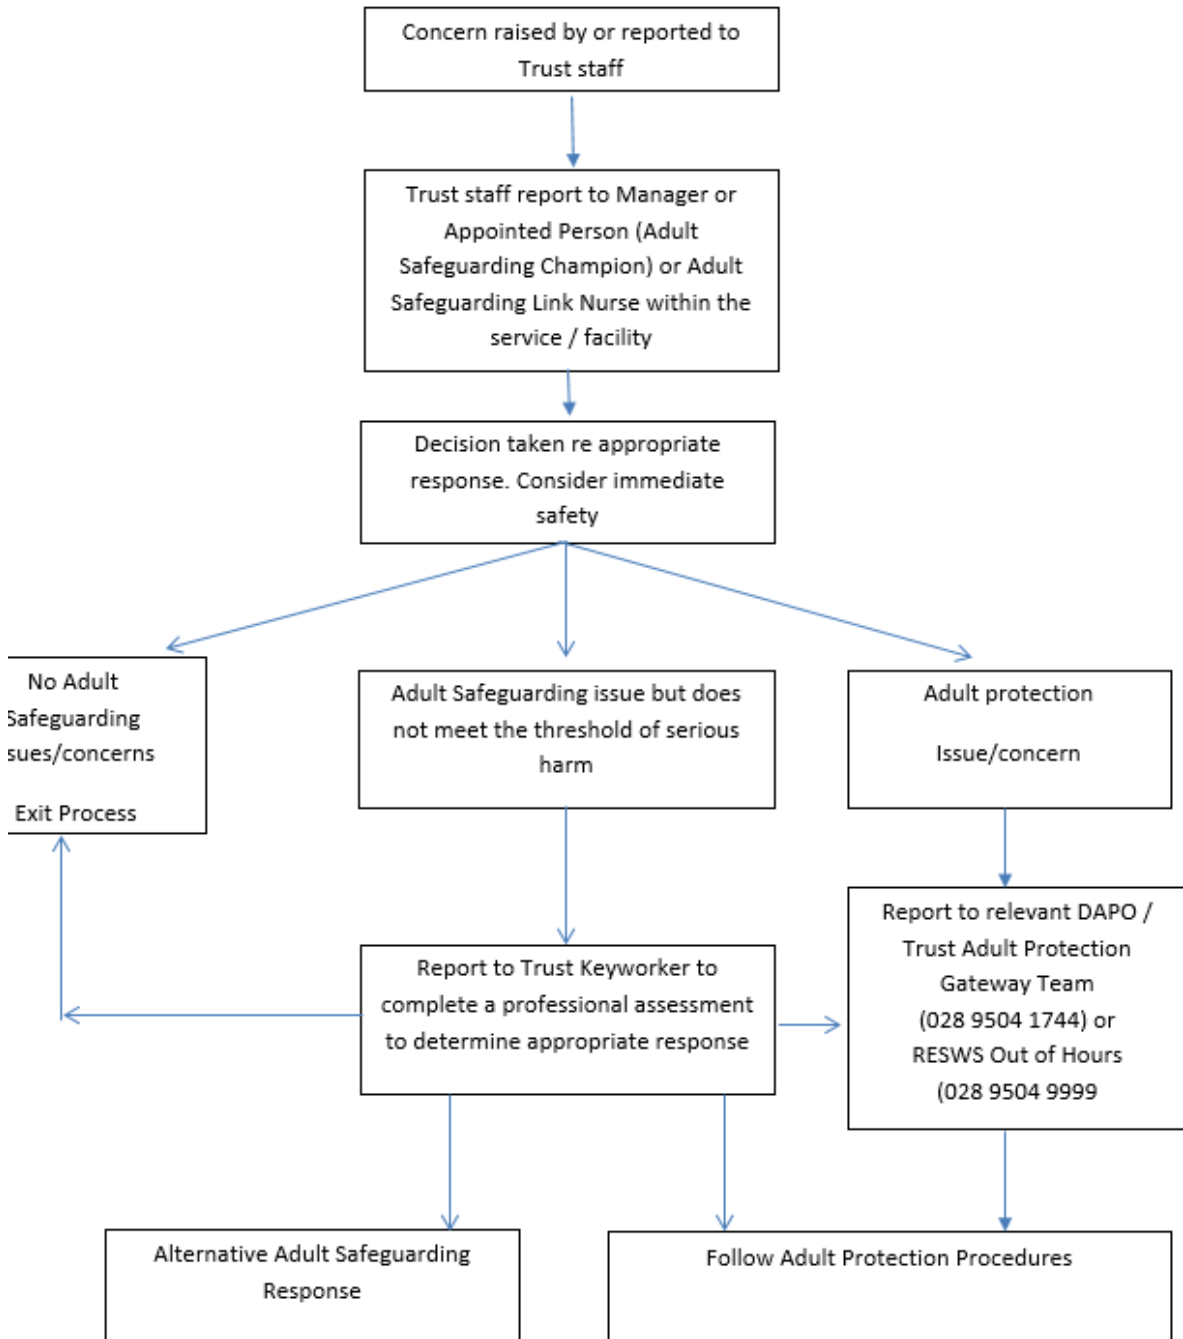 Concern raised by or reported to
Trust staff
Trust staff report to Manager or
Appointed Person (Adult
Safeguarding Champion) or Adult
Safeguarding Link Nurse within the
service / facility
Decision taken re appropriate
response. Consider immediate
safety
No Adult
Safeguarding
sues/concerns
Exit Process
Adult Safeguarding issue but does
not meet the threshold of serious
harm
Adult protection
Issue/concern
Report to Trust Keyworker to
complete a professional assessment
to determine appropriate response
Report to relevant DAPO /
Trust Adult Protection
Gateway Team
(028 9504 1744) or
RESWS Out of Hours
(028 9504 9999
Alternative Adult Safeguarding
Response
Follow Adult Protection Procedures